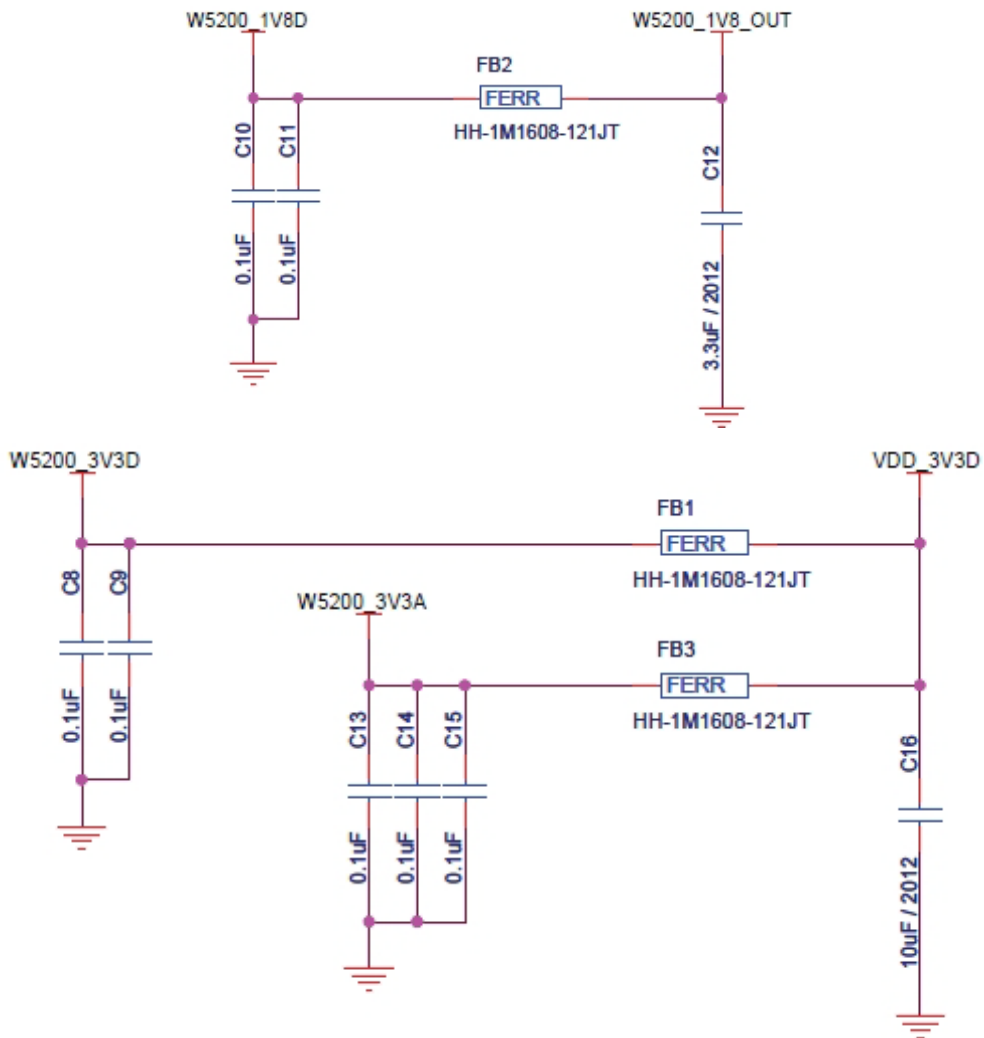 W5200_1V8D
W5200_1V8_OUT
FB2
FERR
HH-1M1608-121JT
C10
C11
C12
0.1uF
0.1uF
3.3uF / 2012
W5200_3V3D
VDD_3V3D
FB1
FERR
HH-1M1608-121JT
C8
C9
W5200_3V3A
FB3
FERR
HH-1M1608-121JT
0.1uF
0.1uF
C13
C14
C15
C16
0.1uF
0.1uF
0.1uF
10uF / 2012